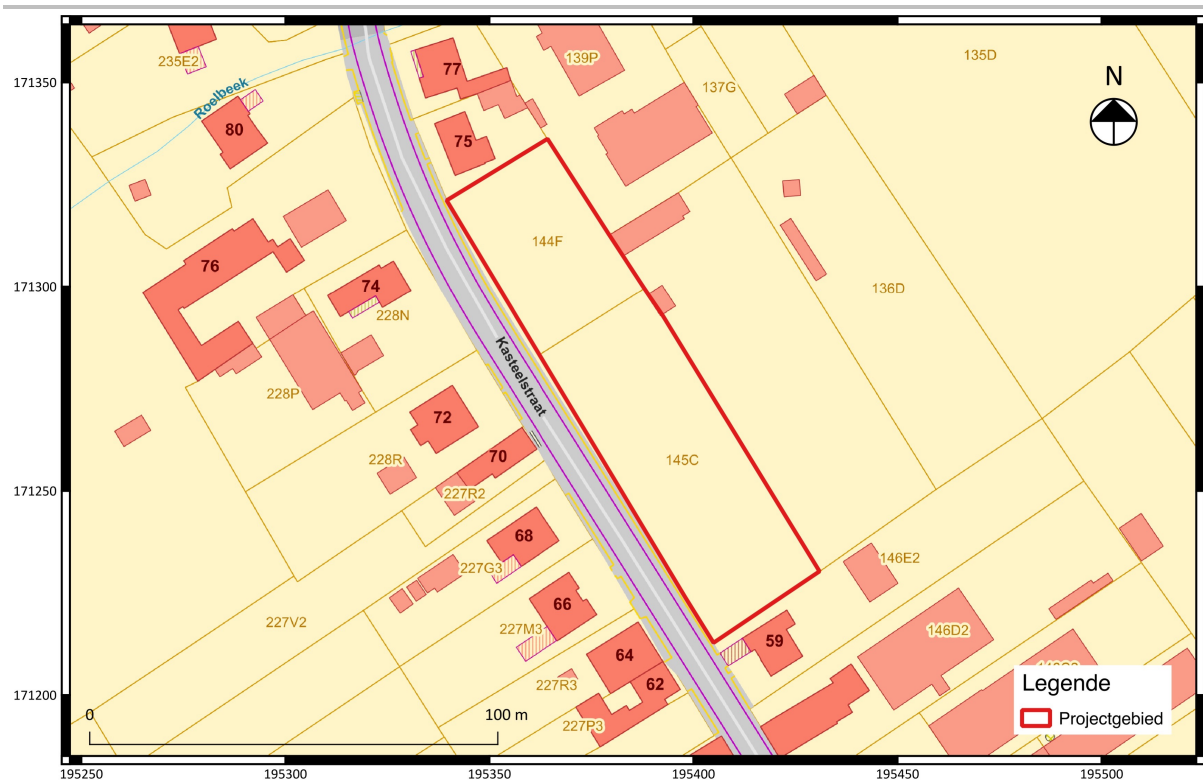 235E2
Roelbeek
80
77
75
139P
137G
135D
N
171350
76
74
228N
228P
144F
136D
171300
Kasteelstraat
72
70
228R
227R2
145C
171250
68
227G3
66
227M3
227V2
64
62
227R3
227P3
59
146E2
146D2
171200
0 100 m
Legende
Projectgebied
195250 195300 195350 195400 195450 195500